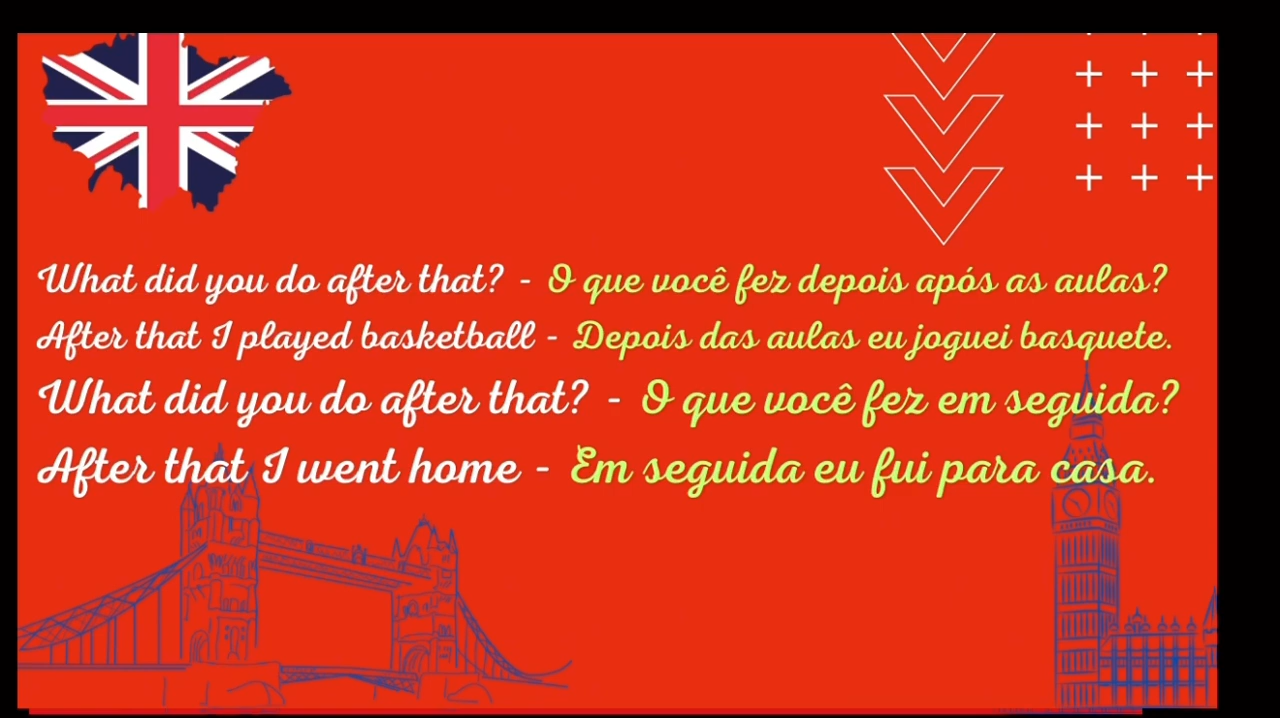 What did you do after that? - O que você fez depois após as aulas?
After that I played basketball - Depois das aulas eu joguei basquete.
What did you do after that? - O que você fez em seguida?
After that I went home - Em seguida eu fui para casa.